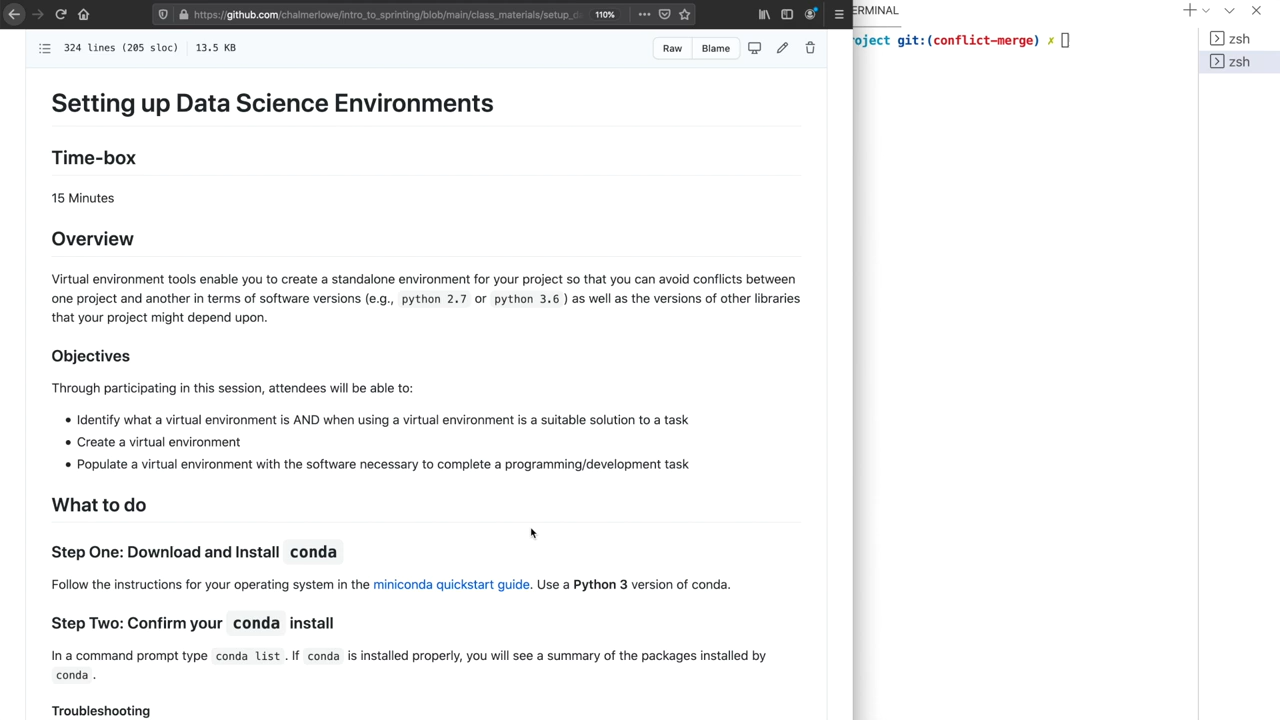 https://github.com/chalmerlowe/intro_to_sprinting/blob/main/class_materials/setup_d
110%
TERMINAL
324 lines (205 sloc) 13.5 KB
Raw Blame
oject git:(conflict-merge) ✗
zsh
zsh
Setting up Data Science Environments
Time-box
15 Minutes
Overview
Virtual environment tools enable you to create a standalone environment for your project so that you can avoid conflicts between
one project and another in terms of software versions (e.g., python 2.7 or python 3.6 ) as well as the versions of other libraries
that your project might depend upon.
Objectives
Through participating in this session, attendees will be able to:
• Identify what a virtual environment is AND when using a virtual environment is a suitable solution to a task
• Create a virtual environment
• Populate a virtual environment with the software necessary to complete a programming/development task
What to do
Step One: Download and Install conda
Follow the instructions for your operating system in the miniconda quickstart guide. Use a Python 3 version of conda.
Step Two: Confirm your conda install
In a command prompt type conda list . If conda is installed properly, you will see a summary of the packages installed by
conda .
Troubleshooting